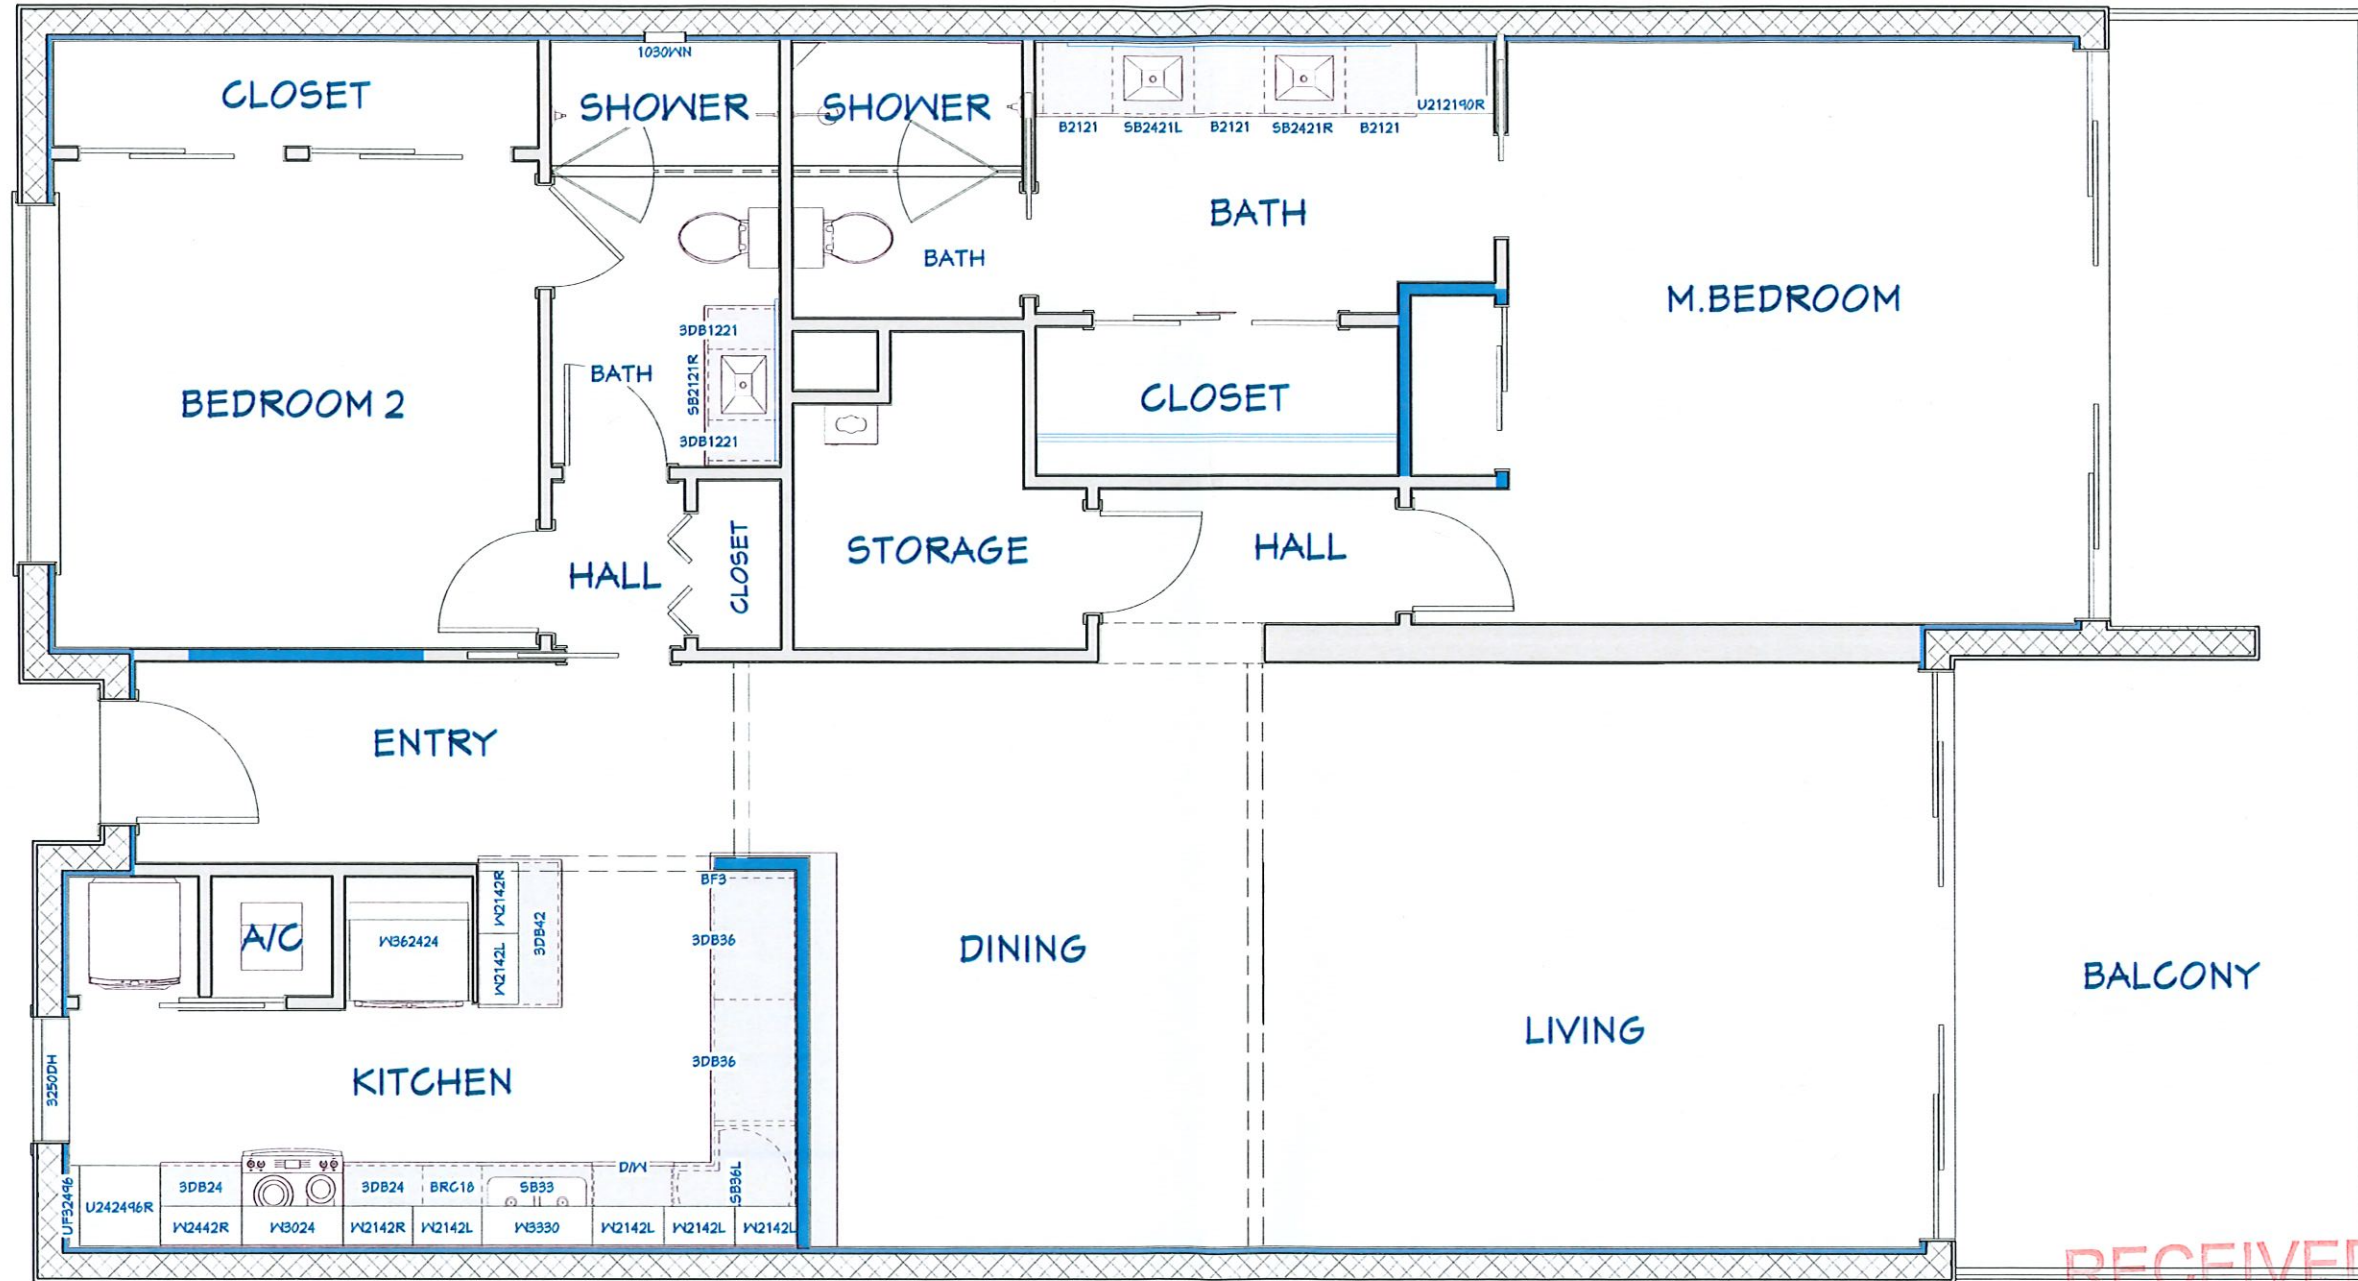 1030WN
CLOSET
SHOWER
SHOWER
U212190R
B2121
SB2421L
B2121
SB2421R
B2121
BATH
BATH
M.BEDROOM
3DB1221
BATH
SB2121R
BEDROOM 2
CLOSET
3DB1221
STORAGE
HALL
CLOSET
HALL
ENTRY
BF3
W2142R
3DB42
W2142L
A/C
W362424
3DB36
DINING
BALCONY
LIVING
3DB36
3250DH
KITCHEN
D/W
UF32496
U242496R
3DB24
3DB24
BRC18
SB33
LSB36L
W2442R
W3024
W2142R
W2142L
W3330
W2142L
W2142L
W2142L
RECEIVED